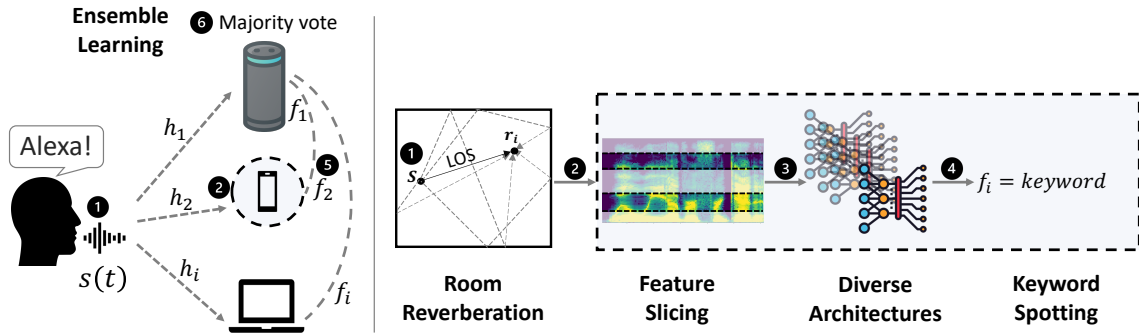 Ensemble
Learning
6 Majority vote
f₁
h₁
Alexa!
5
2
f₂
h₂
1
s(t)
hᵢ
fᵢ
1
s
LOS
rᵢ
2
3
4
fᵢ = keyword
Room
Reverberation
Feature
Slicing
Diverse
Architectures
Keyword
Spotting